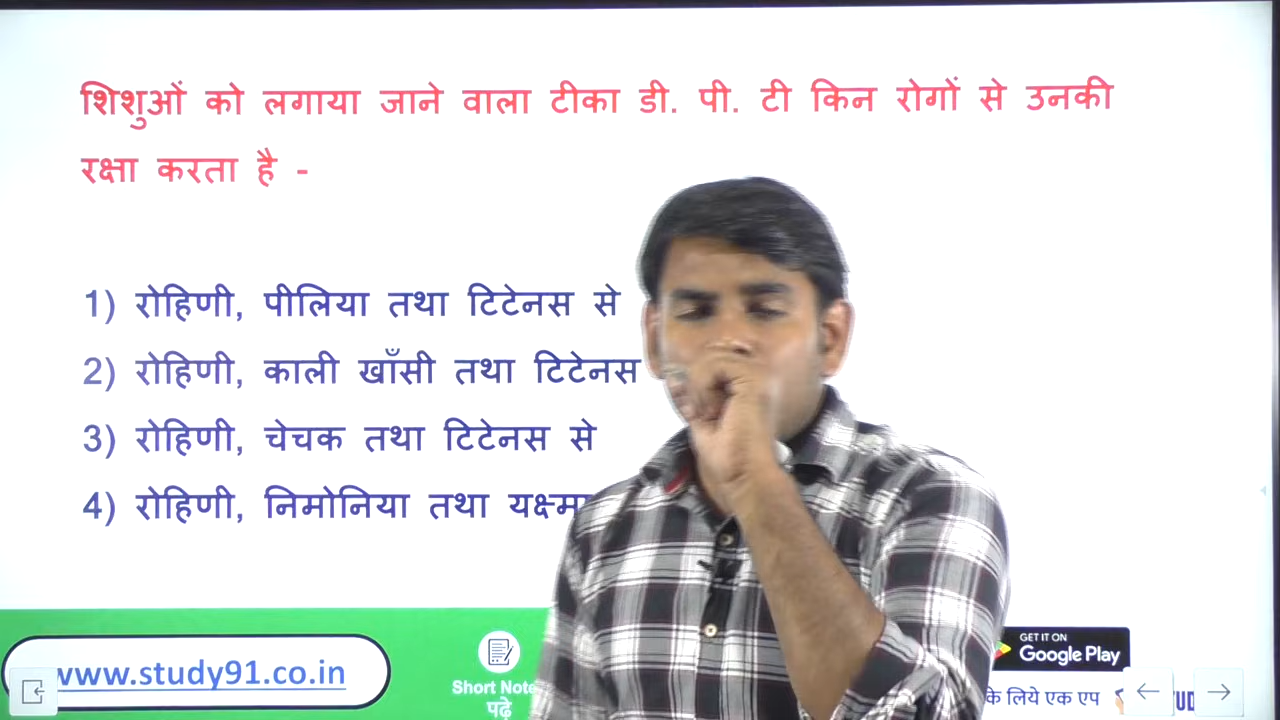 शिशुओं को लगाया जाने वाला टीका डी. पी. टी किन रोगों से उनकी
रक्षा करता है -
1) रोहिणी, पीलिया तथा टिटेनस से
2) रोहिणी, काली खाँसी तथा टिटेनस
3) रोहिणी, चेचक तथा टिटेनस से
4) रोहिणी, निमोनिया तथा
www.study91.co.in
Short Note
पढ़े
GET IT ON
Google Play
के लिये एक एप